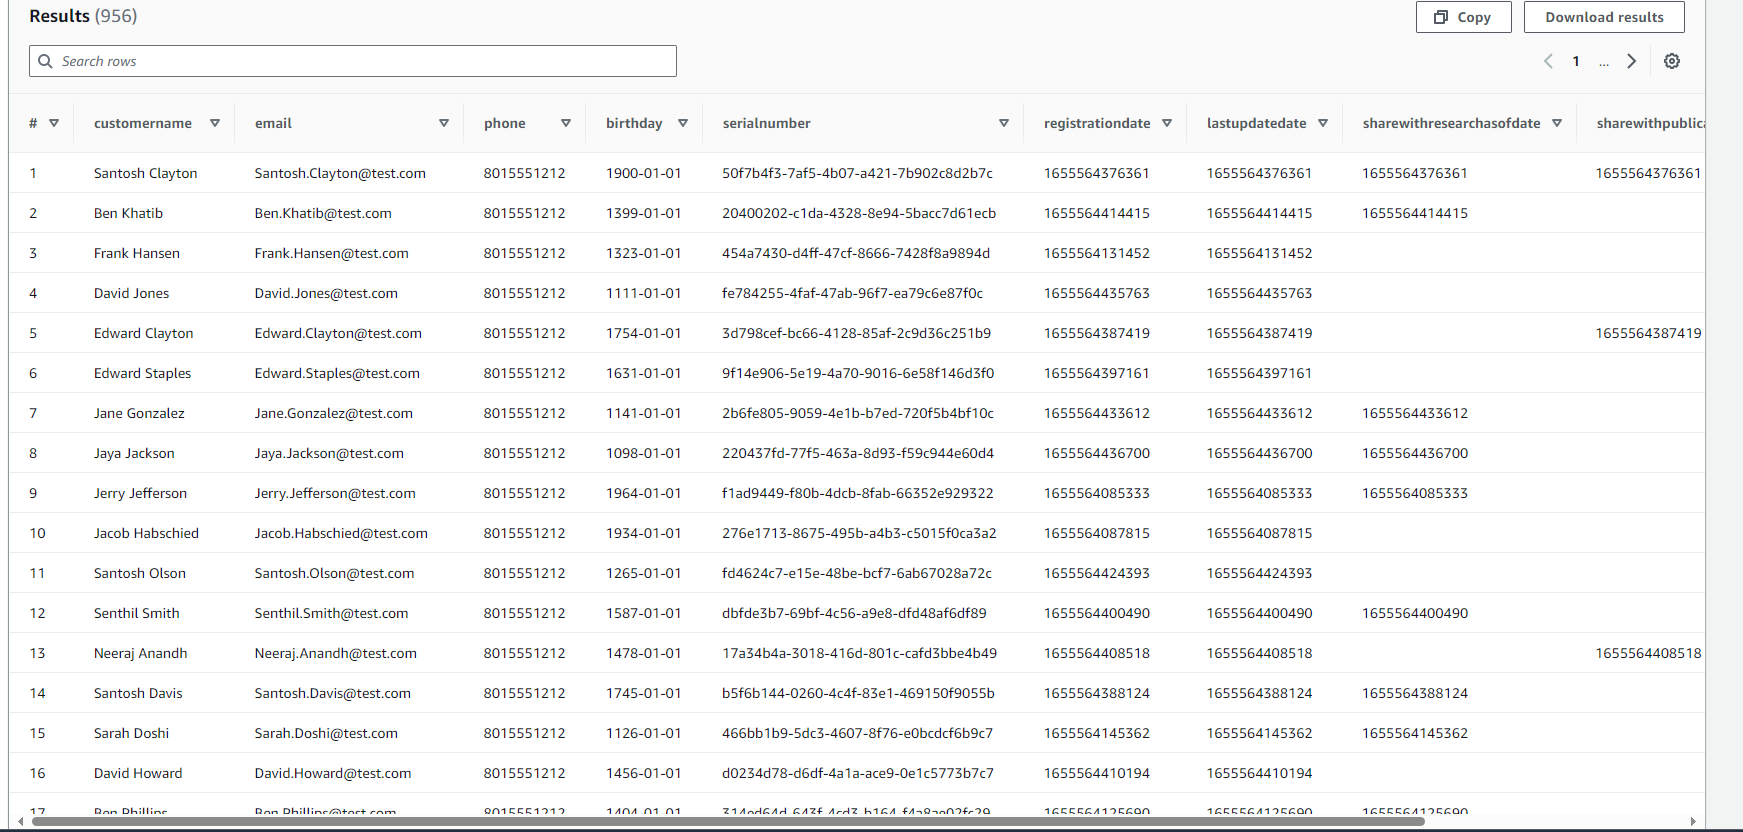 Results (956)
Copy
Download results
Search rows
1 ...
# customername email phone birthday serialnumber registrationdate lastupdatedate sharewithresearchasofdate sharewithpublica
1 Santosh Clayton Santosh.Clayton@test.com 8015551212 1900-01-01 50f7b4f3-7af5-4b07-a421-7b902c8d2b7c 1655564376361 1655564376361 1655564376361 1655564376361
2 Ben Khatib Ben.Khatib@test.com 8015551212 1399-01-01 20400202-c1da-4328-8e94-5bacc7d61ecb 1655564414415 1655564414415 1655564414415
3 Frank Hansen Frank.Hansen@test.com 8015551212 1323-01-01 454a7430-d4ff-47cf-8666-7428f8a9894d 1655564131452 1655564131452
4 David Jones David.Jones@test.com 8015551212 1111-01-01 fe784255-4faf-47ab-96f7-ea79c6e87f0c 1655564435763 1655564435763
5 Edward Clayton Edward.Clayton@test.com 8015551212 1754-01-01 3d798cef-bc66-4128-85af-2c9d36c251b9 1655564387419 1655564387419 1655564387419
6 Edward Staples Edward.Staples@test.com 8015551212 1631-01-01 9f14e906-5e19-4a70-9016-6e58f146d3f0 1655564397161 1655564397161
7 Jane Gonzalez Jane.Gonzalez@test.com 8015551212 1141-01-01 2b6fe805-9059-4e1b-b7ed-720f5b4bf10c 1655564433612 1655564433612 1655564433612
8 Jaya Jackson Jaya.Jackson@test.com 8015551212 1098-01-01 220437fd-77f5-463a-8d93-f59c944e60d4 1655564436700 1655564436700 1655564436700
9 Jerry Jefferson Jerry.Jefferson@test.com 8015551212 1964-01-01 f1ad9449-f80b-4dcb-8fab-66352e929322 1655564085333 1655564085333 1655564085333
10 Jacob Habschied Jacob.Habschied@test.com 8015551212 1934-01-01 276e1713-8675-495b-a4b3-c5015f0ca3a2 1655564087815 1655564087815
11 Santosh Olson Santosh.Olson@test.com 8015551212 1265-01-01 fd4624c7-e15e-48be-bcf7-6ab67028a72c 1655564424393 1655564424393
12 Senthil Smith Senthil.Smith@test.com 8015551212 1587-01-01 dbfde3b7-69bf-4c56-a9e8-dfd48af6df89 1655564400490 1655564400490 1655564400490
13 Neeraj Anandh Neeraj.Anandh@test.com 8015551212 1478-01-01 17a34b4a-3018-416d-801c-cafd3bbe4b49 1655564408518 1655564408518 1655564408518
14 Santosh Davis Santosh.Davis@test.com 8015551212 1745-01-01 b5f6b144-0260-4c4f-83e1-469150f9055b 1655564388124 1655564388124 1655564388124
15 Sarah Doshi Sarah.Doshi@test.com 8015551212 1126-01-01 466bb1b9-5dc3-4607-8f76-e0bcdcf6b9c7 1655564145362 1655564145362 1655564145362
16 David Howard David.Howard@test.com 8015551212 1456-01-01 d0234d78-d6df-4a1a-ace9-0e1c5773b7c7 1655564410194 1655564410194
17 Ben Phillips Ben.Phillips@test.com 8015551212 1404-01-01 314ed64d-643f-4cd3-b164-f4a8ae02fc29 1655564125690 1655564125690 1655564125690